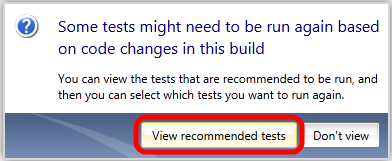 Some tests might need to be run again based
on code changes in this build
You can view the tests that are recommended to be run, and
then you can select which tests you want to run again.
View recommended tests Don't view